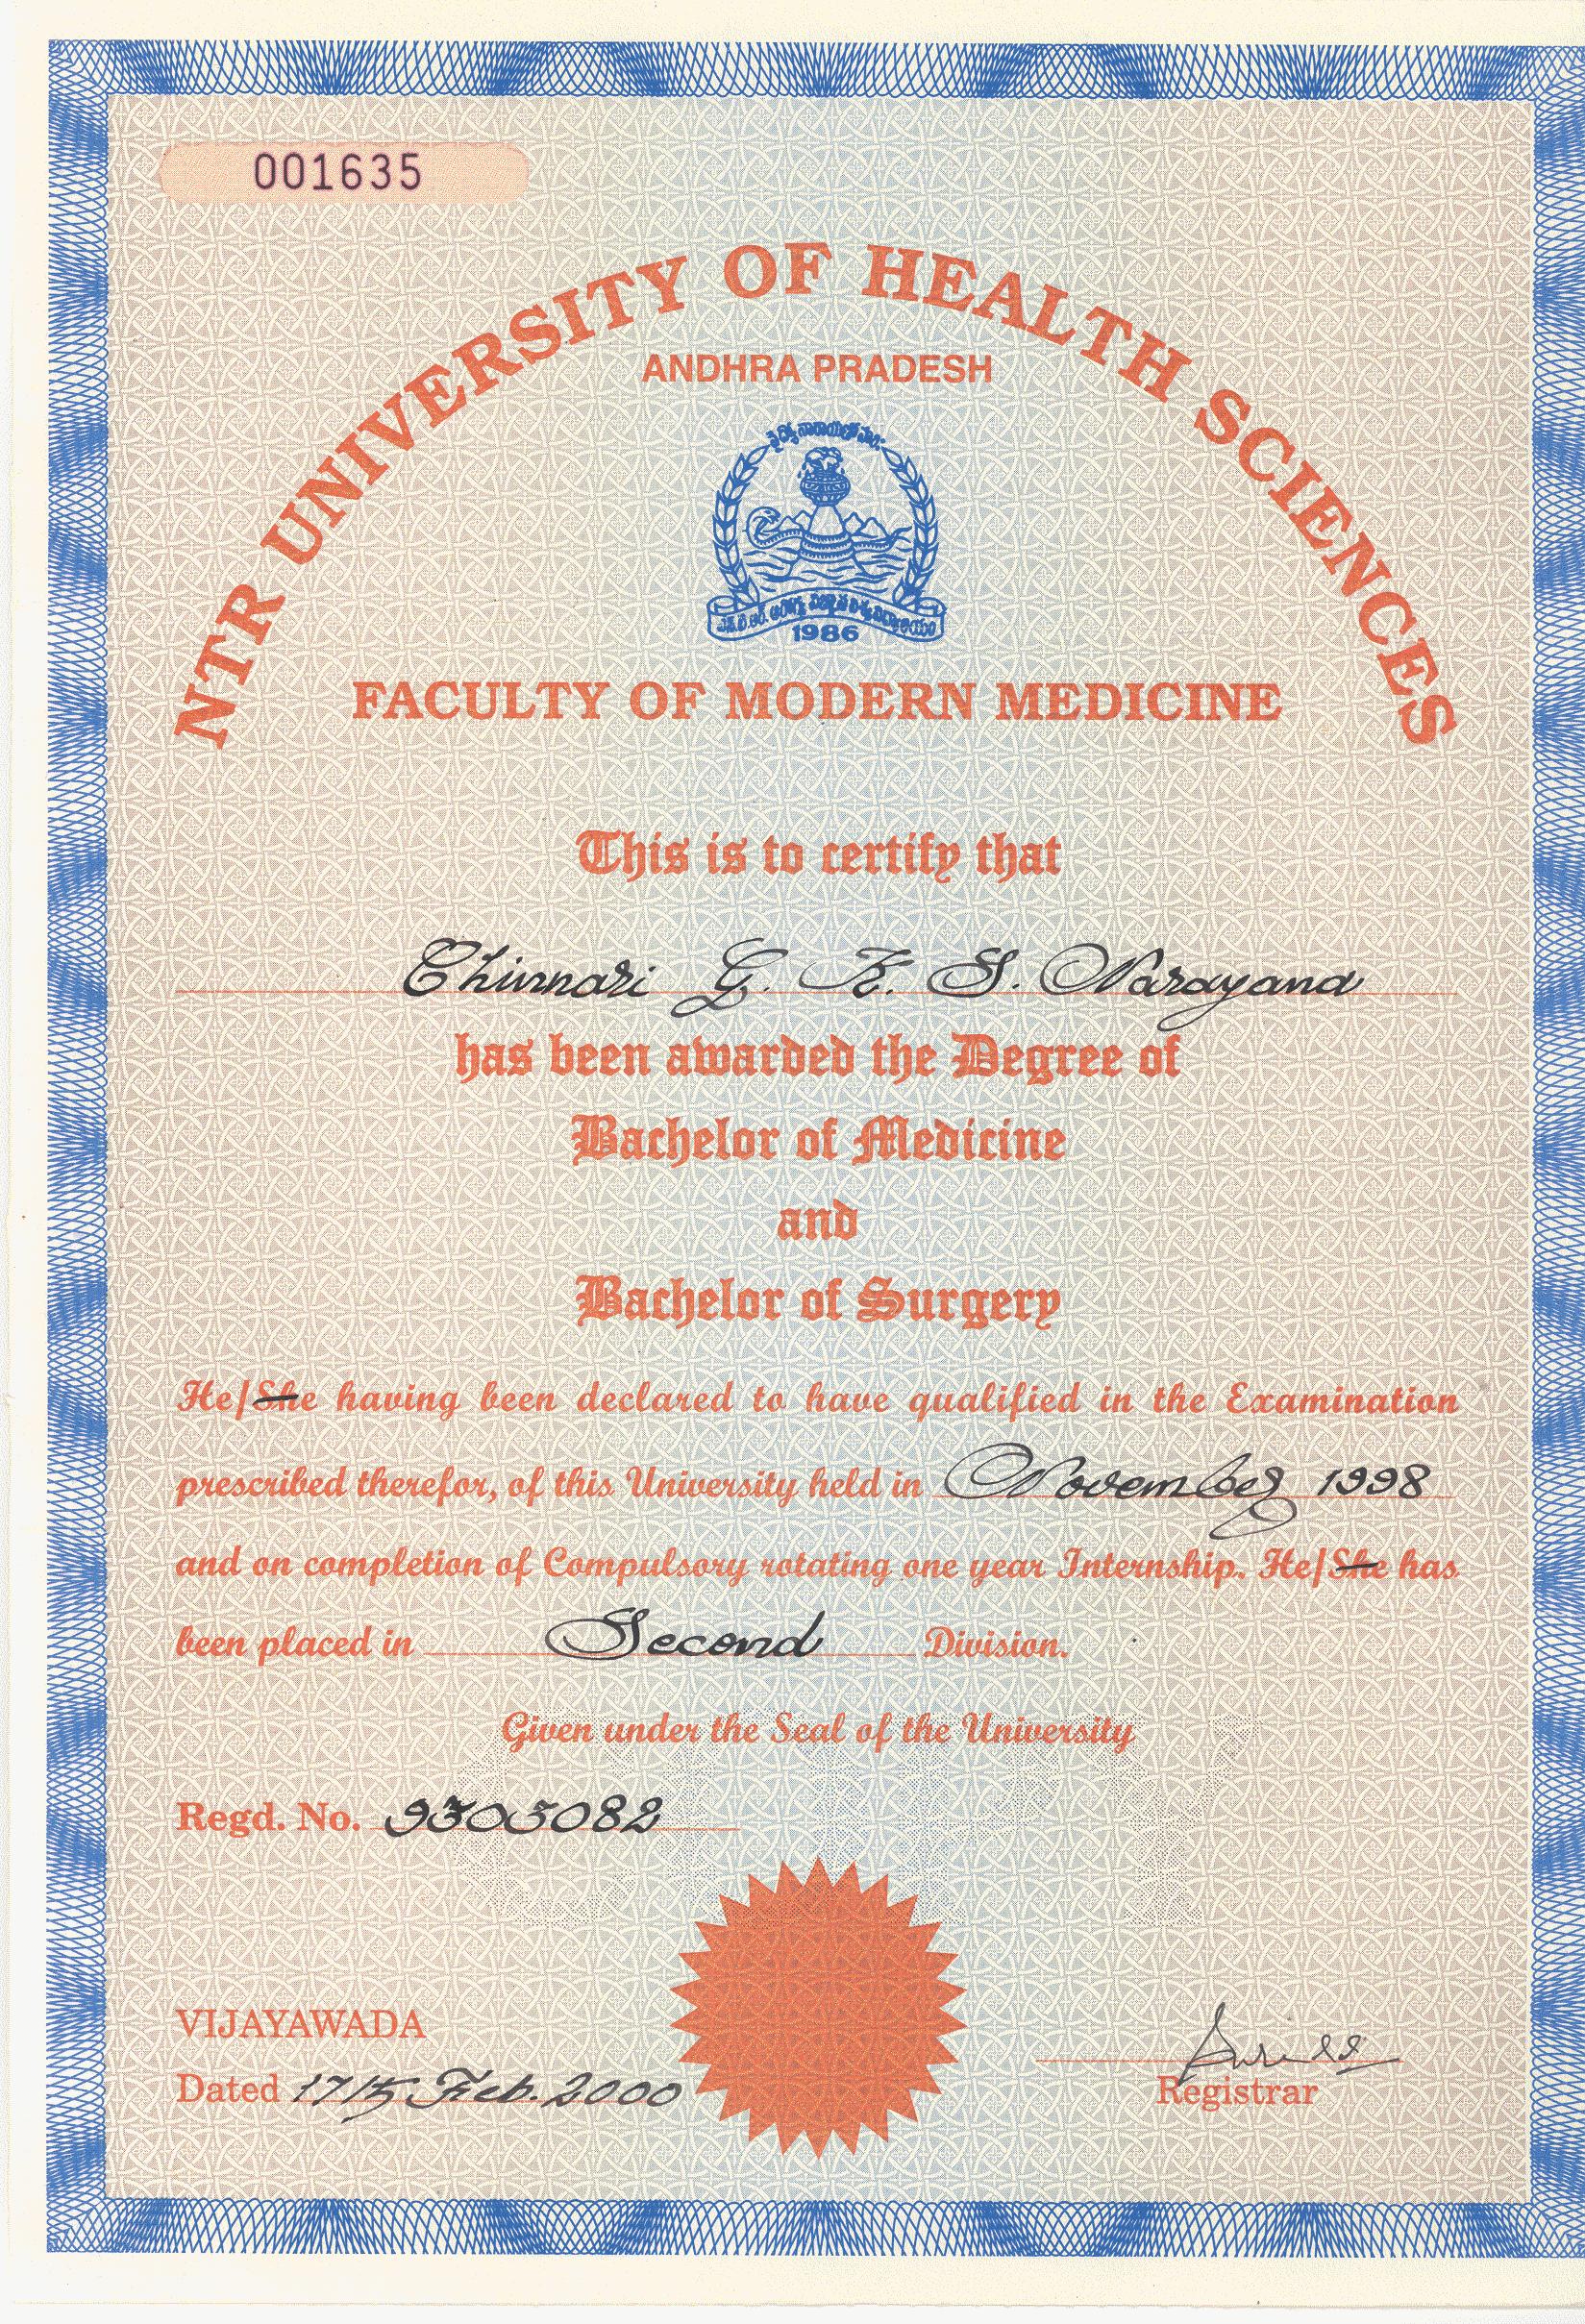 001635
NTR UNIVERSITY OF HEALTH SCIENCES
ANDHRA PRADESH
1986
FACULTY OF MODERN MEDICINE
This is to certify that
G. K. S. Narayana
has been awarded the Degree of
Bachelor of Medicine
and
Bachelor of Surgery
He/She having been declared to have qualified in the Examination
prescribed therefor, of this University held in November 1998
and on completion of Compulsory rotating one year Internship. He/She has
been placed in Second Division.
Given under the Seal of the University
Regd. No. 9305082
VIJAYAWADA
Dated Feb. 2000
Registrar